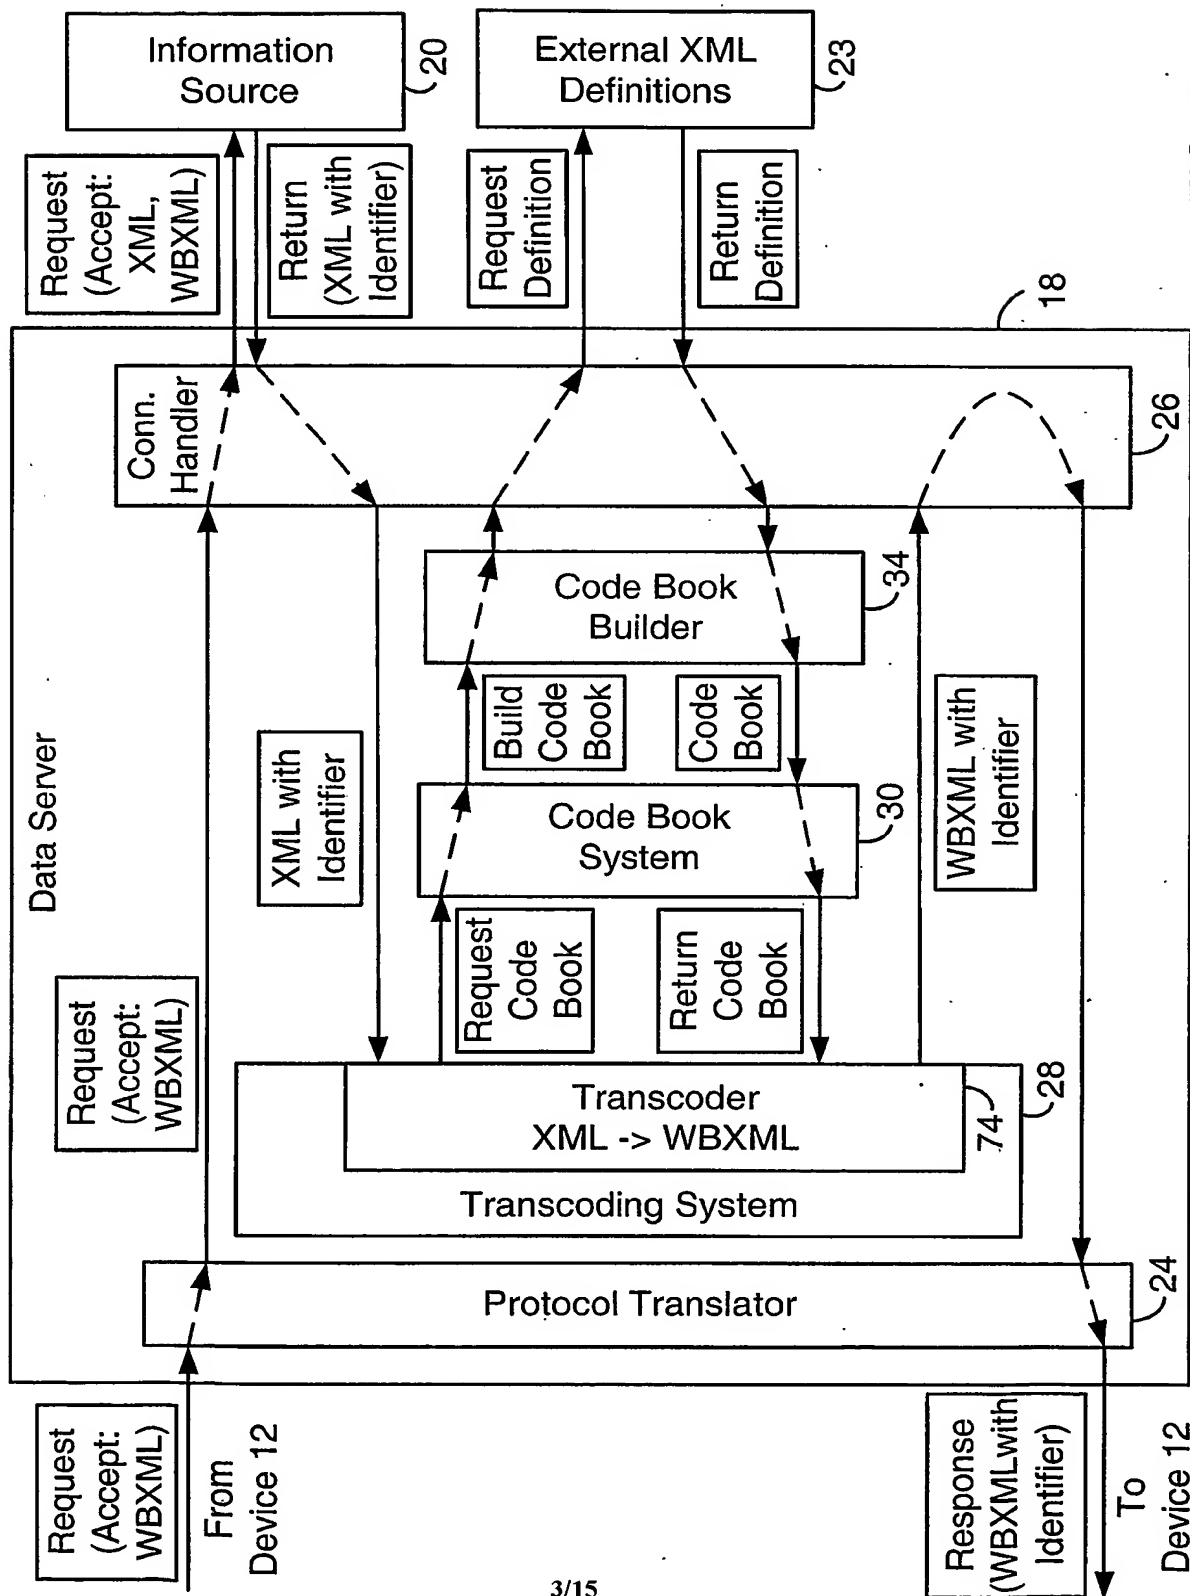 Request
(Accept:
WBXML)
From
Device 12
Response
(WBXMLwith
Identifier)
To
Device 12
Data Server
Protocol Translator
24
Request
(Accept:
WBXML)
Transcoding System
28
Transcoder
XML -> WBXML
74
XML with
Identifier
Request
Code
Book
Return
Code
Book
Code Book
System
30
Build
Code
Book
Code
Book
Code Book
Builder
34
WBXML with
Identifier
Conn.
Handler
26
18
Request
(Accept:
XML,
WBXML)
Return
(XML with
Identifier)
Request
Definition
Return
Definition
Information
Source
20
External XML
Definitions
23
3/15